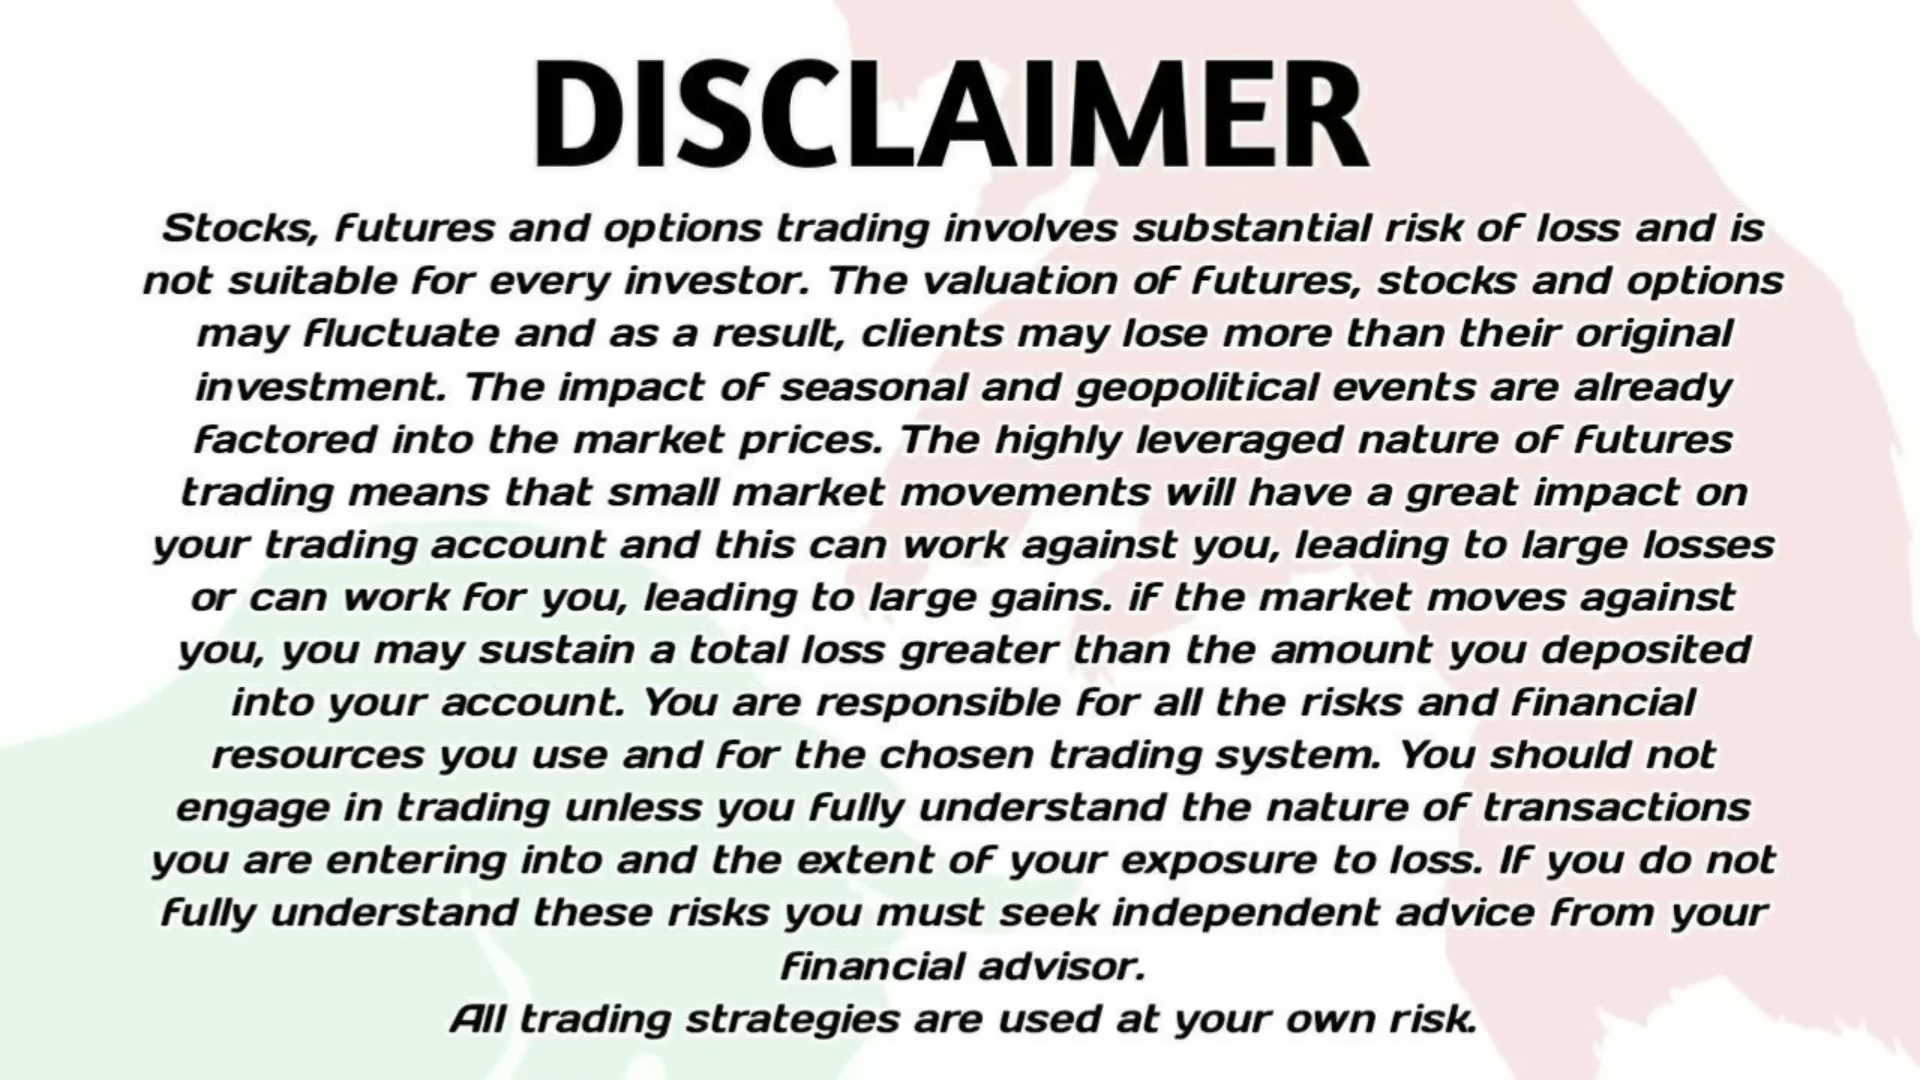 DISCLAIMER
Stocks, futures and options trading involves substantial risk of loss and is
not suitable for every investor. The valuation of futures, stocks and options
may fluctuate and as a result, clients may lose more than their original
investment. The impact of seasonal and geopolitical events are already
factored into the market prices. The highly leveraged nature of futures
trading means that small market movements will have a great impact on
your trading account and this can work against you, leading to large losses
or can work for you, leading to large gains. if the market moves against
you, you may sustain a total loss greater than the amount you deposited
into your account. You are responsible for all the risks and financial
resources you use and for the chosen trading system. You should not
engage in trading unless you fully understand the nature of transactions
you are entering into and the extent of your exposure to loss. If you do not
fully understand these risks you must seek independent advice from your
financial advisor.
All trading strategies are used at your own risk.